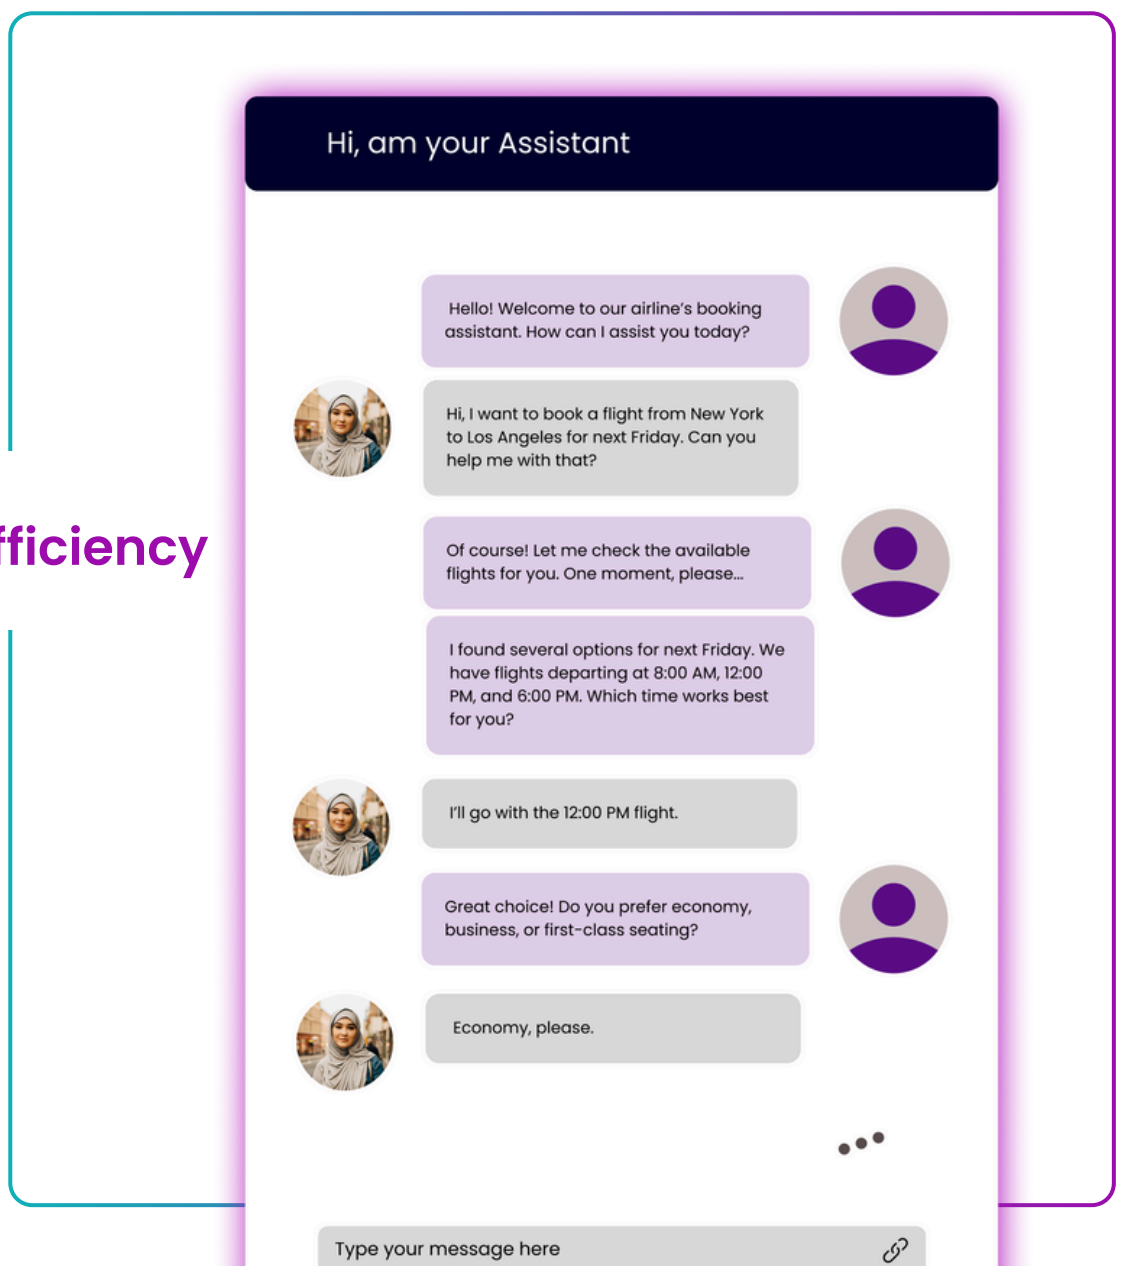 Hi, am your Assistant
Hello! Welcome to our airline's booking
assistant. How can I assist you today?
Hi, I want to book a flight from New York
to Los Angeles for next Friday. Can you
help me with that?
fficiency
Of course! Let me check the available
flights for you. One moment, please...
I found several options for next Friday. We
have flights departing at 8:00 AM, 12:00
PM, and 6:00 PM. Which time works best
for you?
I'll go with the 12:00 PM flight.
Great choice! Do you prefer economy,
business, or first-class seating?
Economy, please.
Type your message here